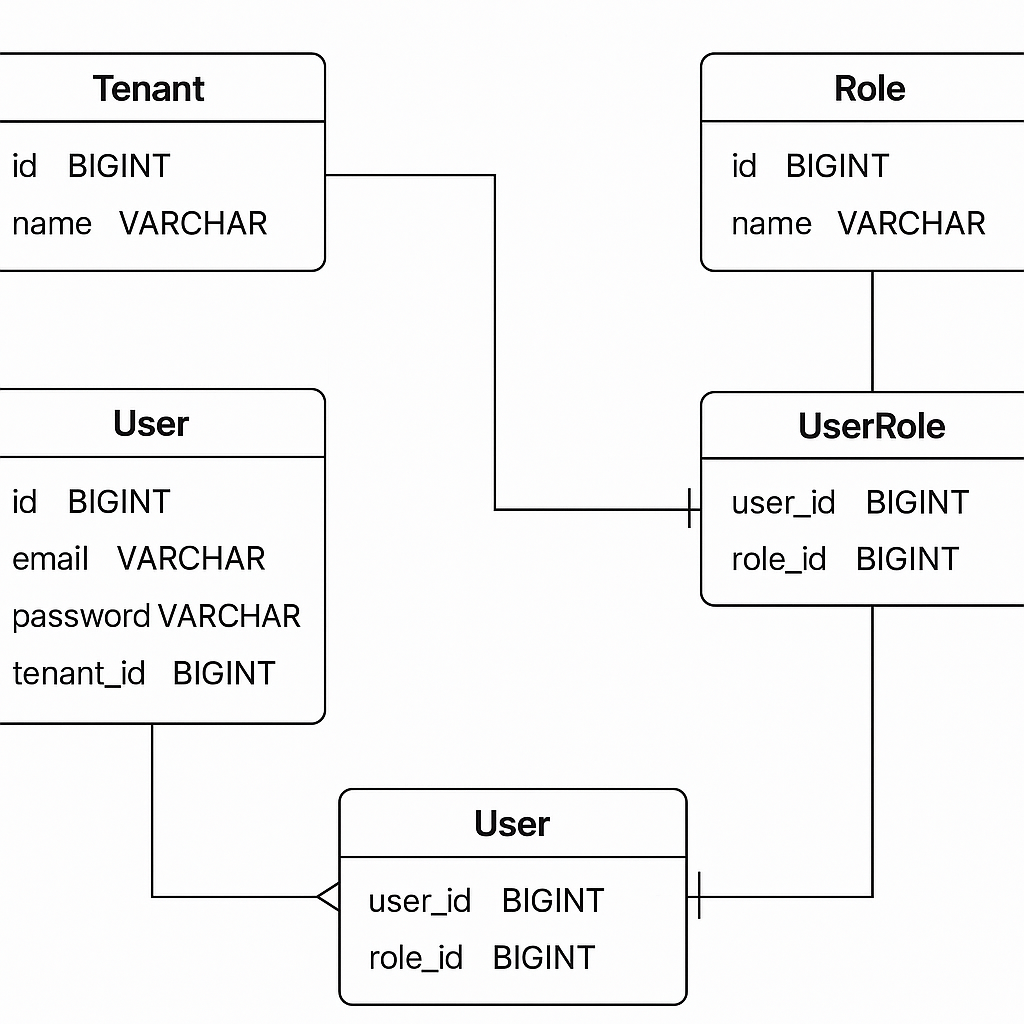 Tenant
id BIGINT
name VARCHAR
Role
id BIGINT
name VARCHAR
User
id BIGINT
email VARCHAR
password VARCHAR
tenant_id BIGINT
UserRole
user_id BIGINT
role_id BIGINT
User
user_id BIGINT
role_id BIGINT